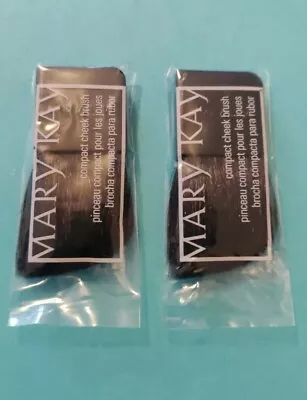 MARY KAY
compact cheek brush
pinceau compact pour les joues
brocha compacta para rubor
MARY KAY
compact cheek brush
pinceau compact pour les joues
brocha compacta para rubor